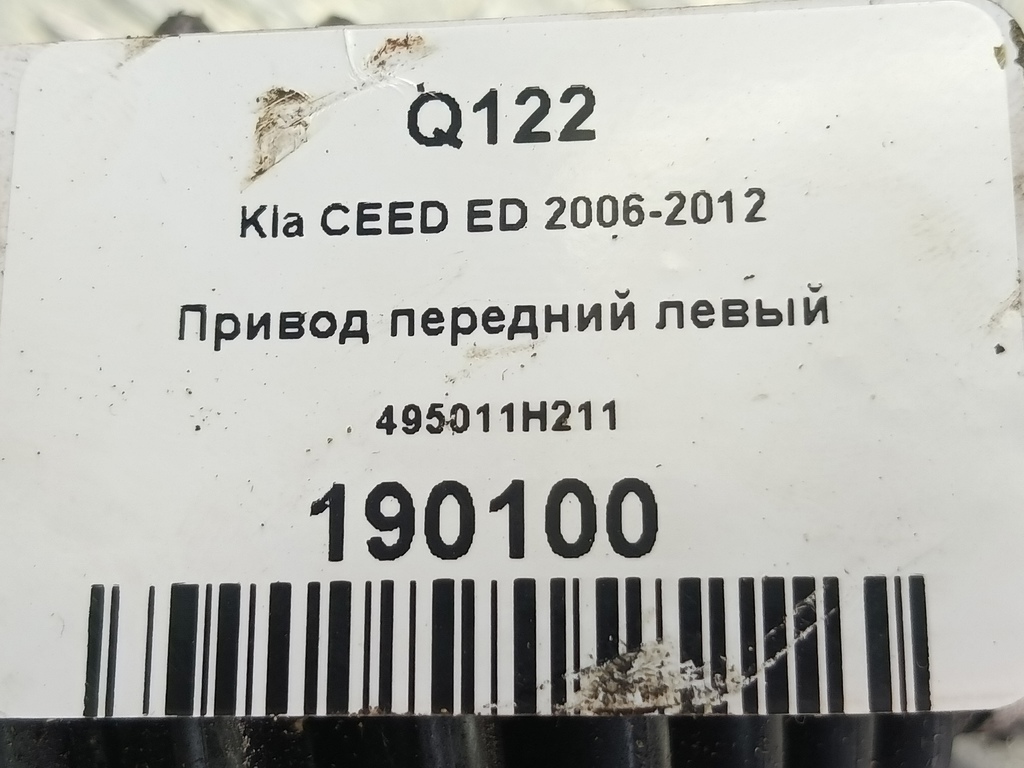 Q122
Kia CEED ED 2006-2012
Привод передний левый
495011H211
190100